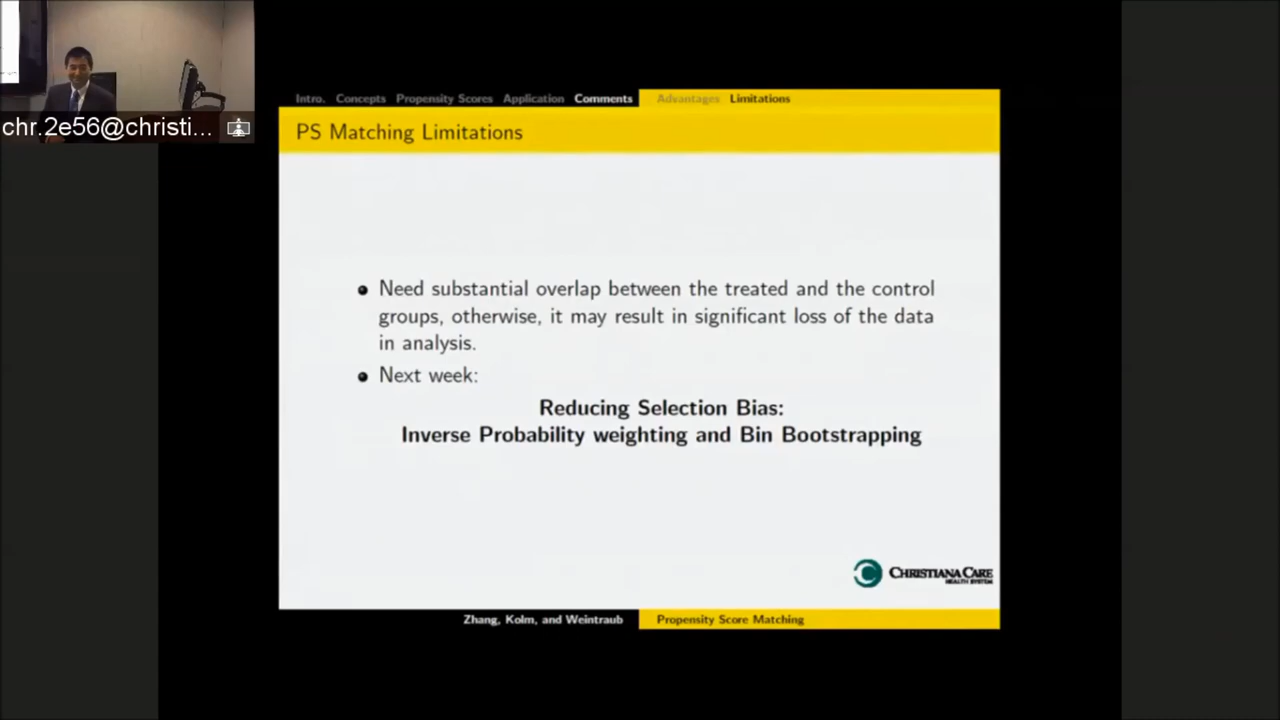 chr.2e56@christi...
Intro. Concepts Propensity Scores Application Comments Advantages Limitations
PS Matching Limitations
Need substantial overlap between the treated and the control
groups, otherwise, it may result in significant loss of the data
in analysis.
Next week:
Reducing Selection Bias:
Inverse Probability weighting and Bin Bootstrapping
CHRISTIANA CARE
HEALTH SYSTEM
Zhang, Kolm, and Weintraub Propensity Score Matching